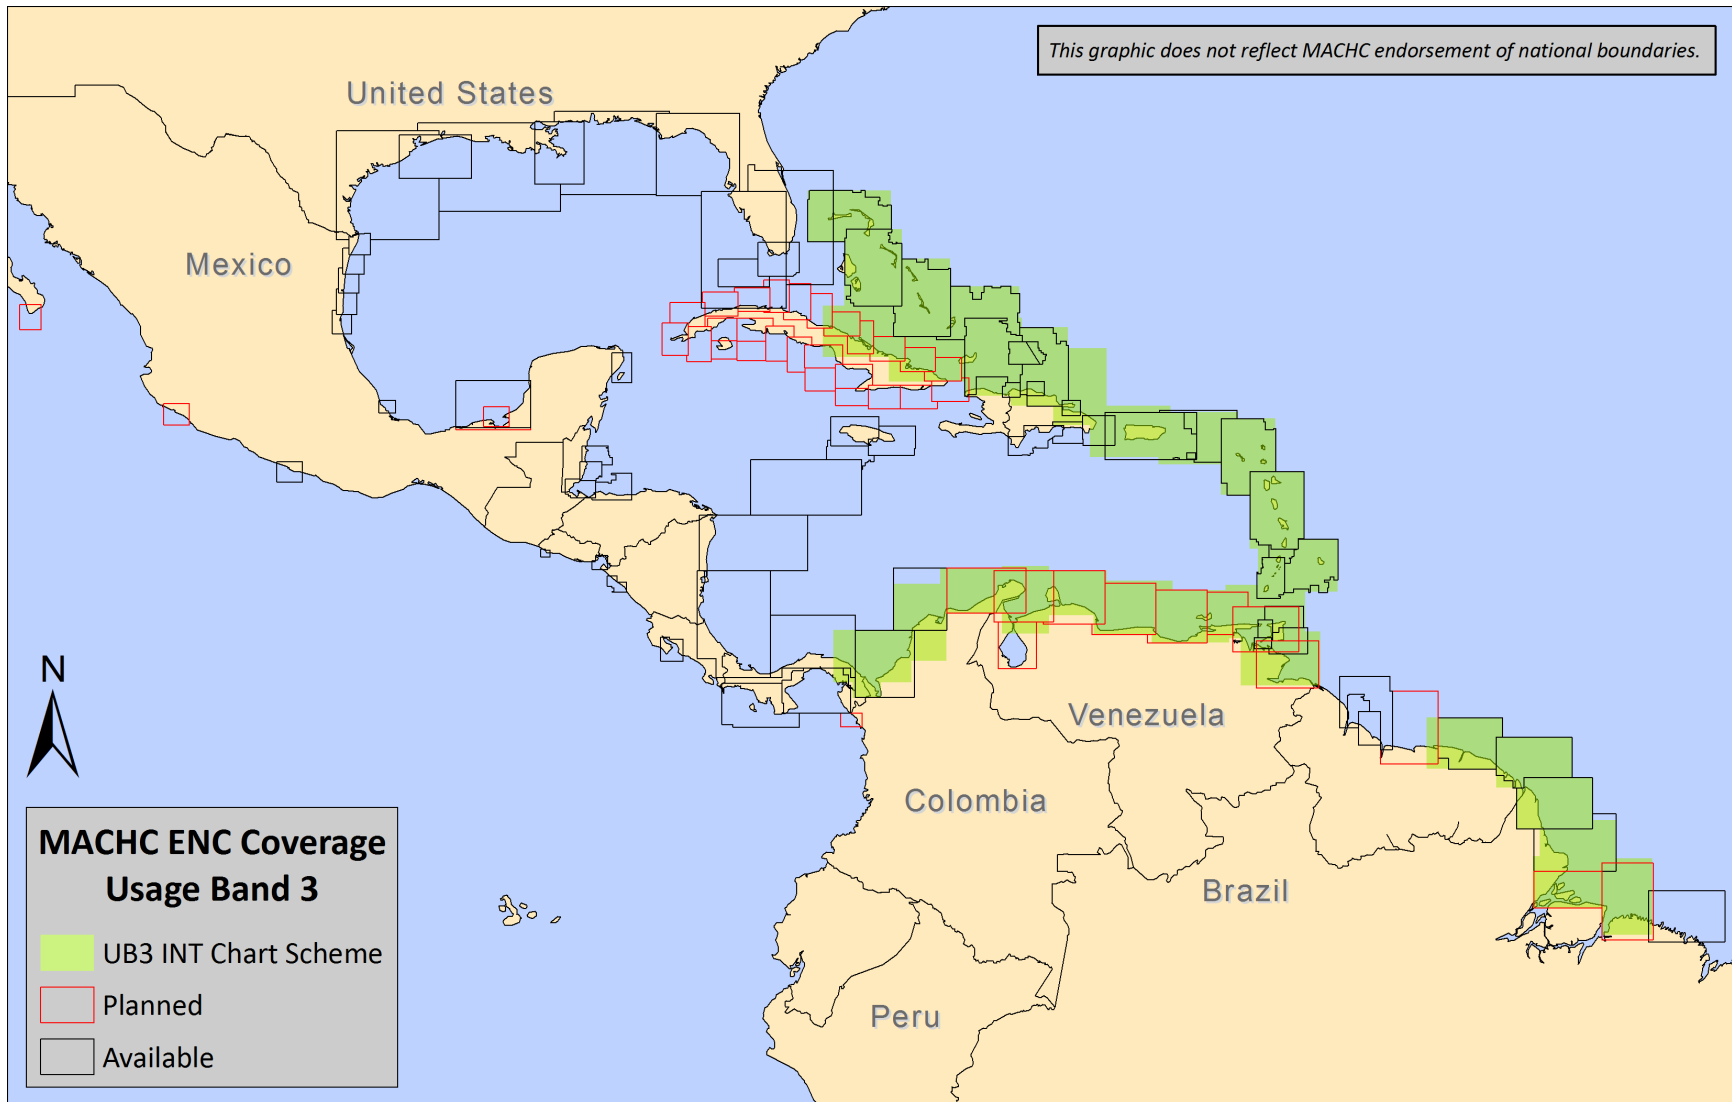 This graphic does not reflect MACHC endorsement of national boundaries.
United States
Mexico
N
Venezuela
Colombia
Brazil
Peru
MACHC ENC Coverage
Usage Band 3
UB3 INT Chart Scheme
Planned
Available